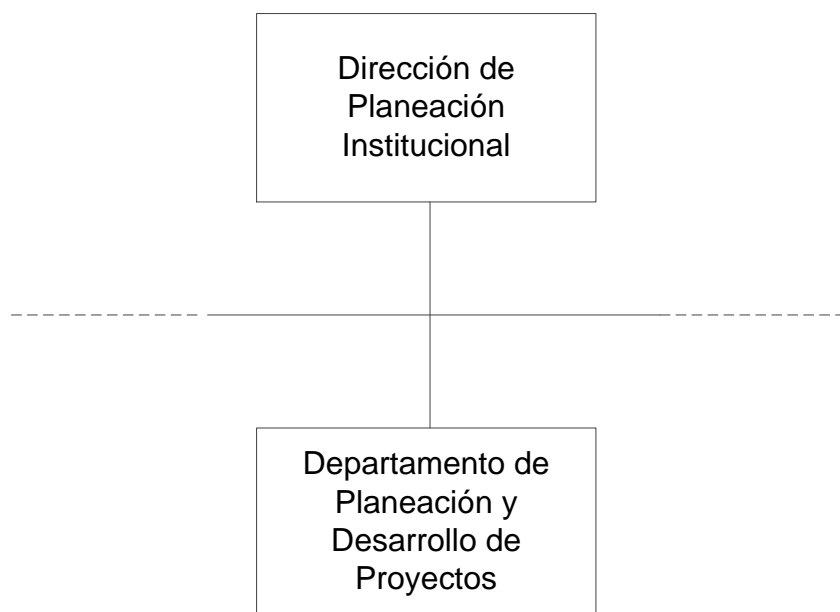 Dirección de
Planeación
Institucional
Departamento de
Planeación y
Desarrollo de
Proyectos